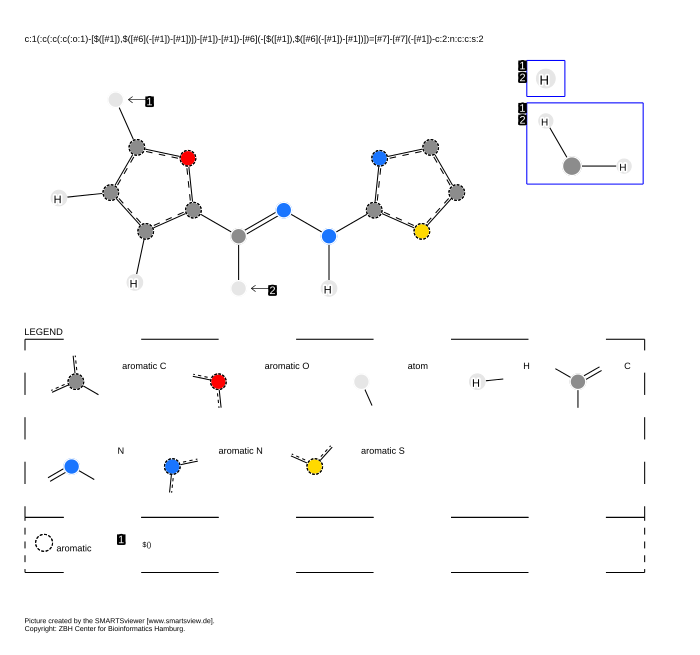 c:1(:c(:c(:c(:o:1)-[$([#1]),$([#6](-[#1])-[#1])])-[#1])-[#1])-[#6](-[$([#1]),$([#6](-[#1])-[#1])])=[#7]-[#7](-[#1])-c:2:n:c:c:s:2
1
2
H
1
1
2
H
H
H
H
2
H
LEGEND
aromatic C
aromatic O
atom
H
H
C
N
aromatic N
aromatic S
aromatic
1
$()
Picture created by the SMARTSviewer [www.smartsview.de].
Copyright: ZBH Center for Bioinformatics Hamburg.